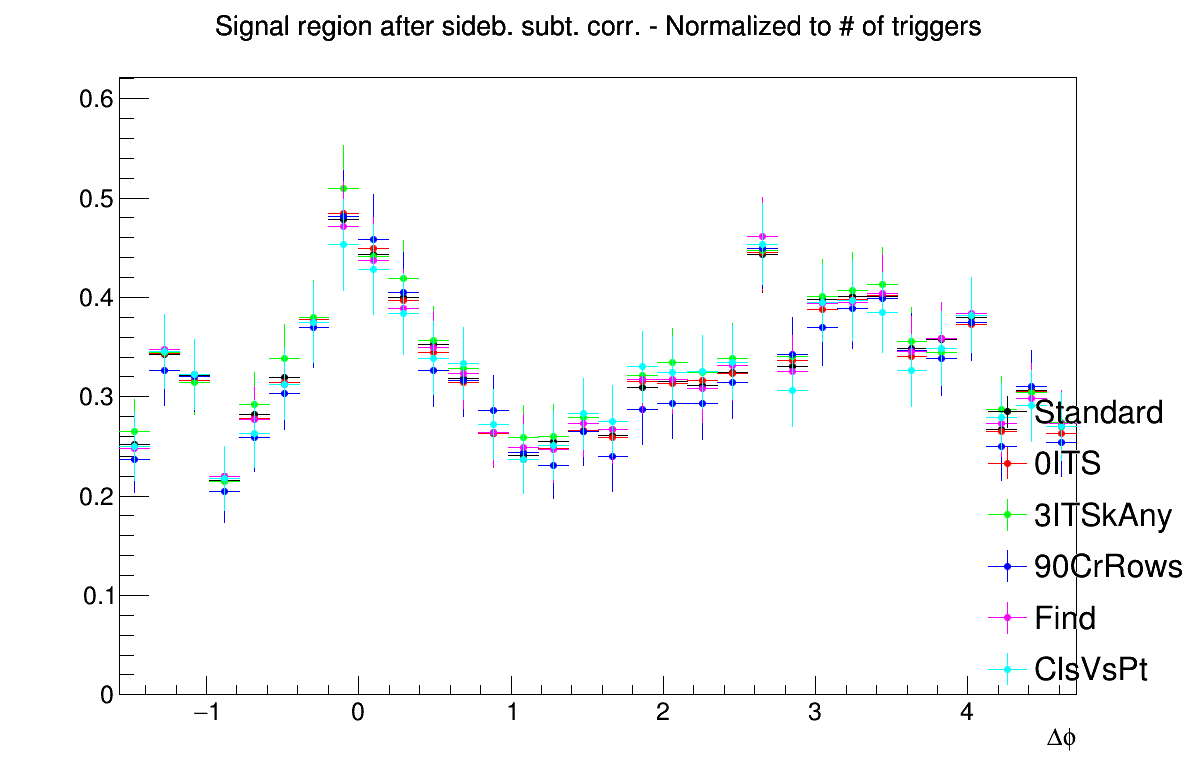 Signal region after sideb. subt. corr. - Normalized to # of triggers
0.6
0.5
0.4
0.3
0.2
0.1
0
Standard
0ITS
3ITSkAny
90CrRows
Find
ClsVsPt
−1 0 1 2 3 4
Δϕ